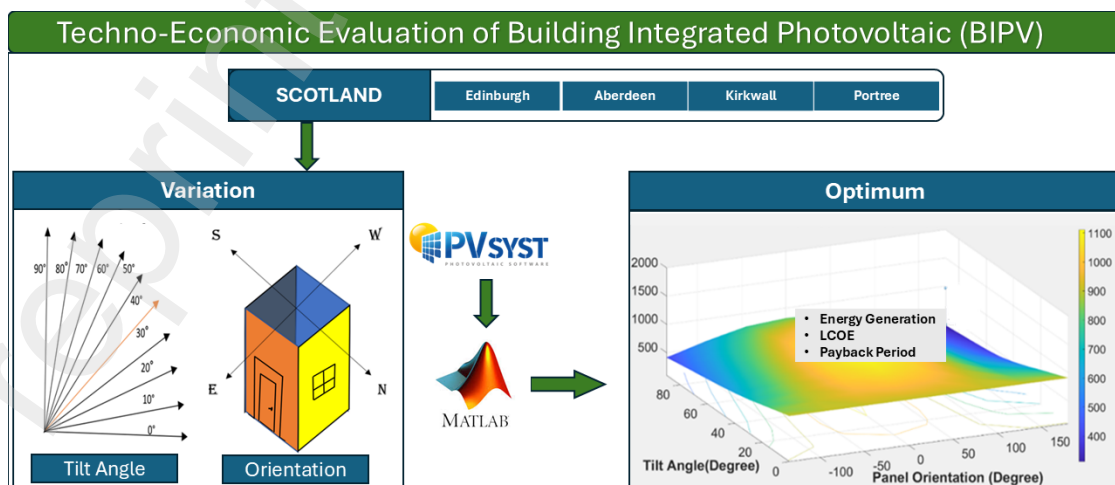 Techno-Economic Evaluation of Building Integrated Photovoltaic (BIPV)
SCOTLAND
Edinburgh
Aberdeen
Kirkwall
Portree
Variation
90°
80°
70°
60°
50°
40°
30°
20°
10°
0°
Tilt Angle
S
W
E
N
Orientation
PVSYST
PHOTOVOLTAIC SOFTWARE
MATLAB
Optimum
2000
1500
1000
500
• Energy Generation
• LCOE
• Payback Period
80
60
40
20
0
Tilt Angle(Degree)
-100
-50
0
50
100
150
Panel Orientation (Degree)
1100
1000
900
800
700
600
500
400